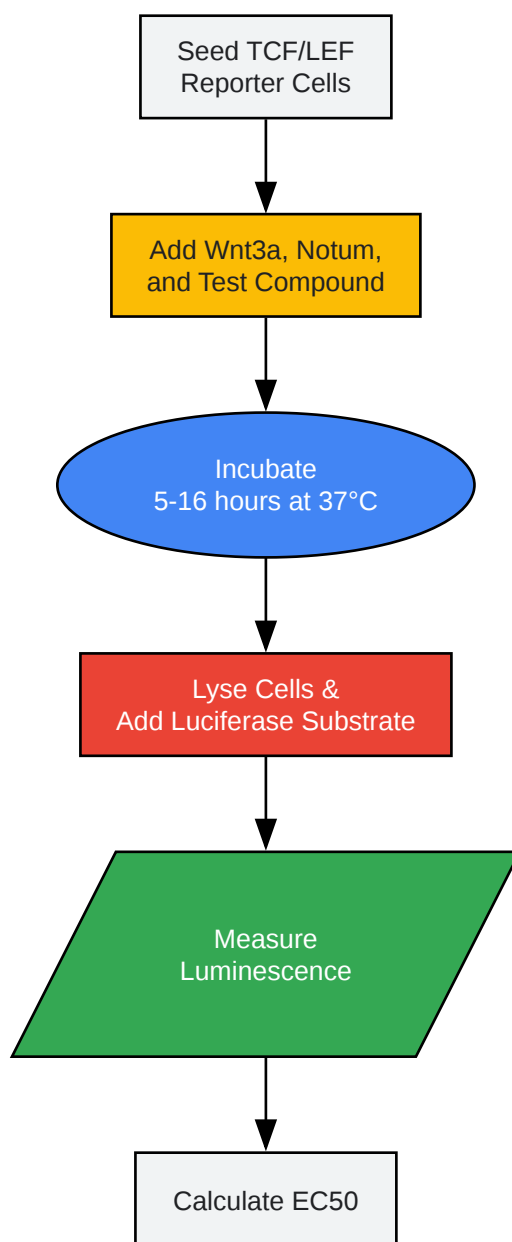 Seed TCF/LEF
Reporter Cells
Add Wnt3a, Notum,
and Test Compound
Incubate
5-16 hours at 37°C
Lyse Cells &
Add Luciferase Substrate
Measure
Luminescence
Calculate EC50